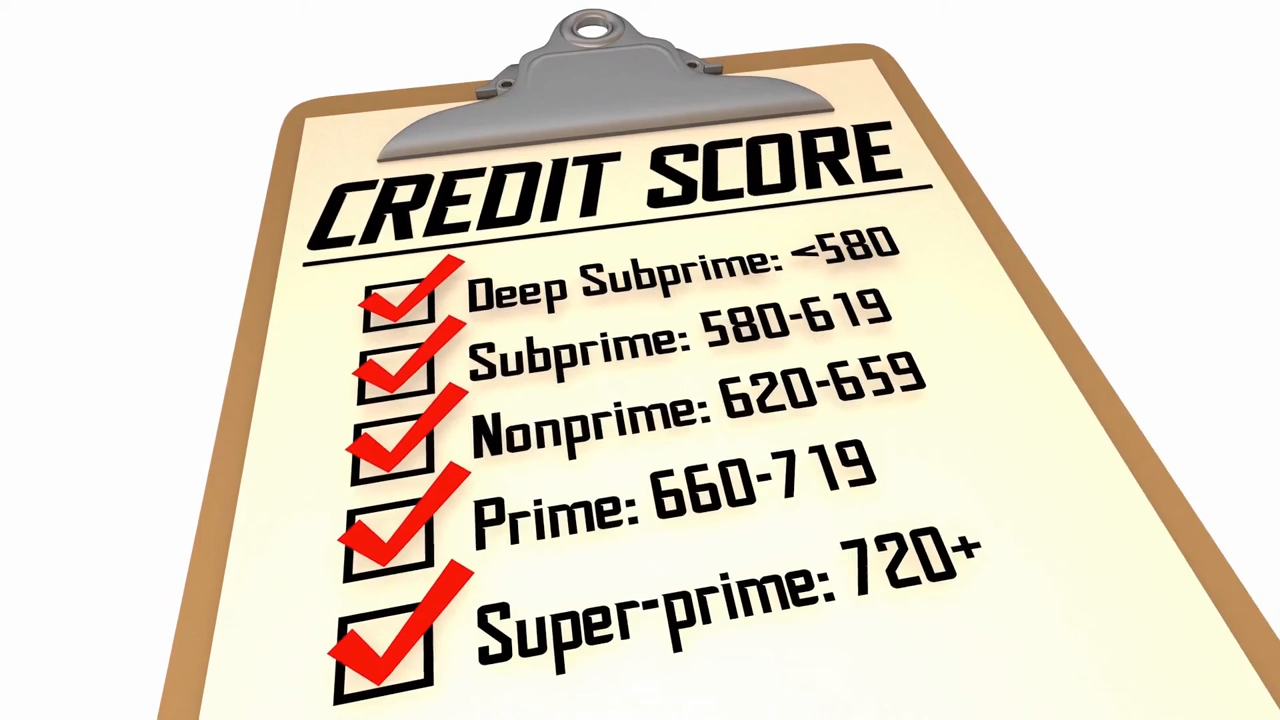 CREDIT SCORE
Deep Subprime: <580
Subprime: 580-619
Nonprime: 620-659
Prime: 660-719
Super-prime: 720+